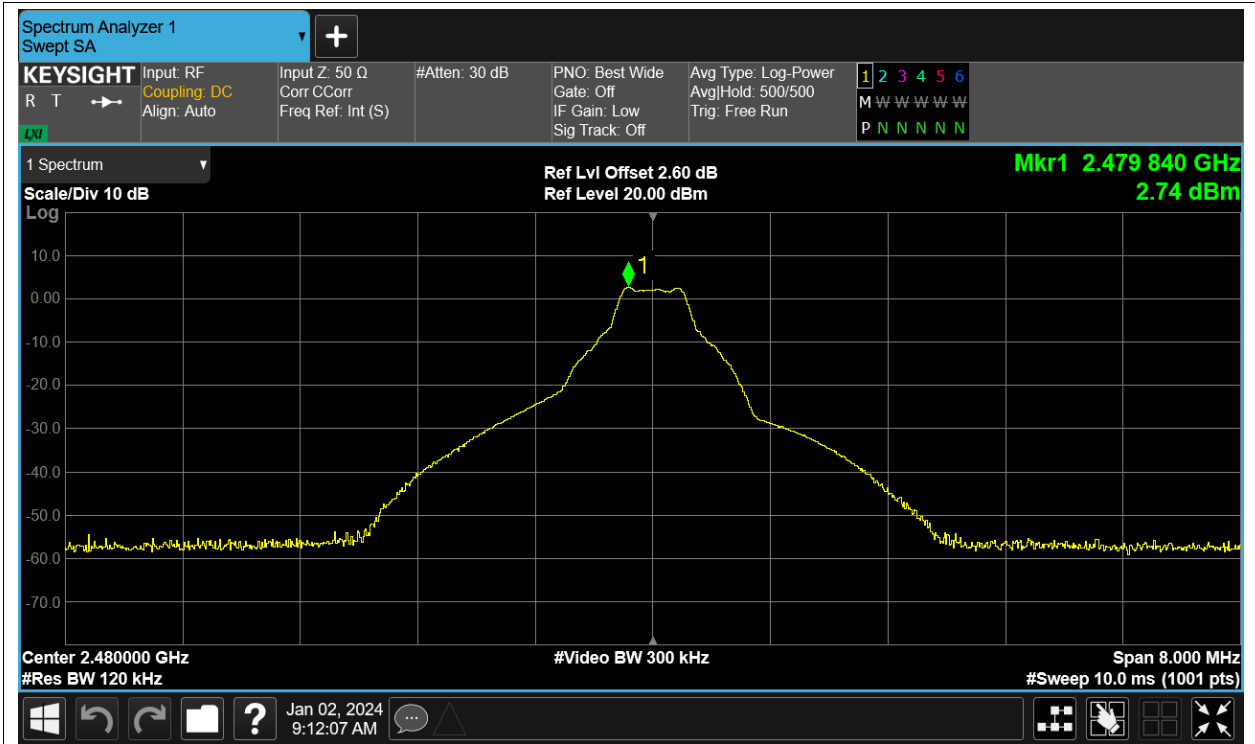 Spectrum Analyzer 1
Swept SA
KEYSIGHT
R T
LXI
Input: RF
Coupling: DC
Align: Auto
Input Z: 50 Ω
Corr CCorr
Freq Ref: Int (S)
#Atten: 30 dB
PNO: Best Wide
Gate: Off
IF Gain: Low
Sig Track: Off
Avg Type: Log-Power
Avg|Hold: 500/500
Trig: Free Run
1 2 3 4 5 6
M W W W W W
P N N N N N
1 Spectrum
Scale/Div 10 dB
Log
Ref Lvl Offset 2.60 dB
Ref Level 20.00 dBm
Mkr1 2.479 840 GHz
2.74 dBm
1
10.0
0.00
-10.0
-20.0
-30.0
-40.0
-50.0
-60.0
-70.0
Center 2.480000 GHz
#Res BW 120 kHz
#Video BW 300 kHz
Span 8.000 MHz
#Sweep 10.0 ms (1001 pts)
?
Jan 02, 2024
9:12:07 AM